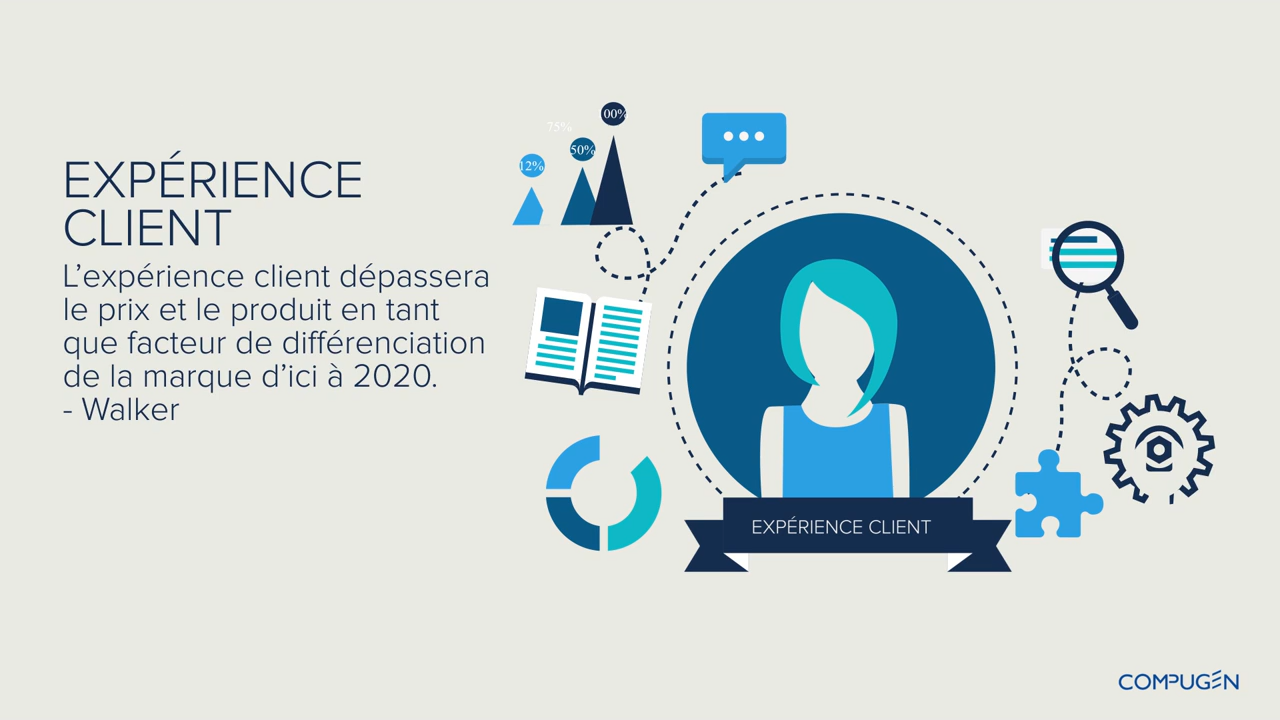 EXPÉRIENCE
CLIENT
L’expérience client dépassera
le prix et le produit en tant
que facteur de différenciation
de la marque d’ici à 2020.
- Walker
12%
75%
50%
00%
EXPÉRIENCE CLIENT
COMPUGEN